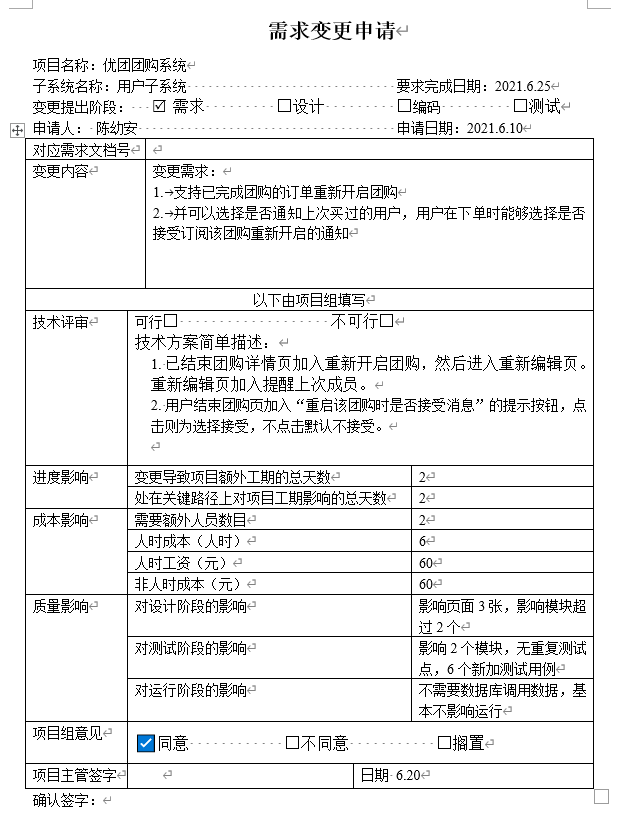 需求变更申请
项目名称：优团团购系统
子系统名称：用户子系统 要求完成日期：2021.6.25
变更提出阶段： ☑ 需求 □设计 □编码 □测试
申请人： 陈幼安 申请日期：2021.6.10
对应需求文档号
变更内容 变更需求：
1.→支持已完成团购的订单重新开启团购
2.→并可以选择是否通知上次买过的用户，用户在下单时能够选择是否
接受订阅该团购重新开启的通知
以下由项目组填写
技术评审 可行□ 不可行□
技术方案简单描述：
1. 已结束团购详情页加入重新开启团购，然后进入重新编辑页。
重新编辑页加入提醒上次成员。
2. 用户结束团购页加入“重启该团购时是否接受消息”的提示按钮，点
击则为选择接受，不点击默认不接受。
进度影响 变更导致项目额外工期的总天数 2
处在关键路径上对项目工期影响的总天数 2
成本影响 需要额外人员数目 2
人时成本（人时） 6
人时工资（元） 60
非人时成本（元） 60
质量影响 对设计阶段的影响 影响页面 3 张，影响模块超
过 2 个
对测试阶段的影响 影响 2 个模块，无重复测试
点，6 个新加测试用例
对运行阶段的影响 不需要数据库调用数据，基
本不影响运行
项目组意见 ☑同意 □不同意 □搁置
项目主管签字 日期 6.20
确认签字：